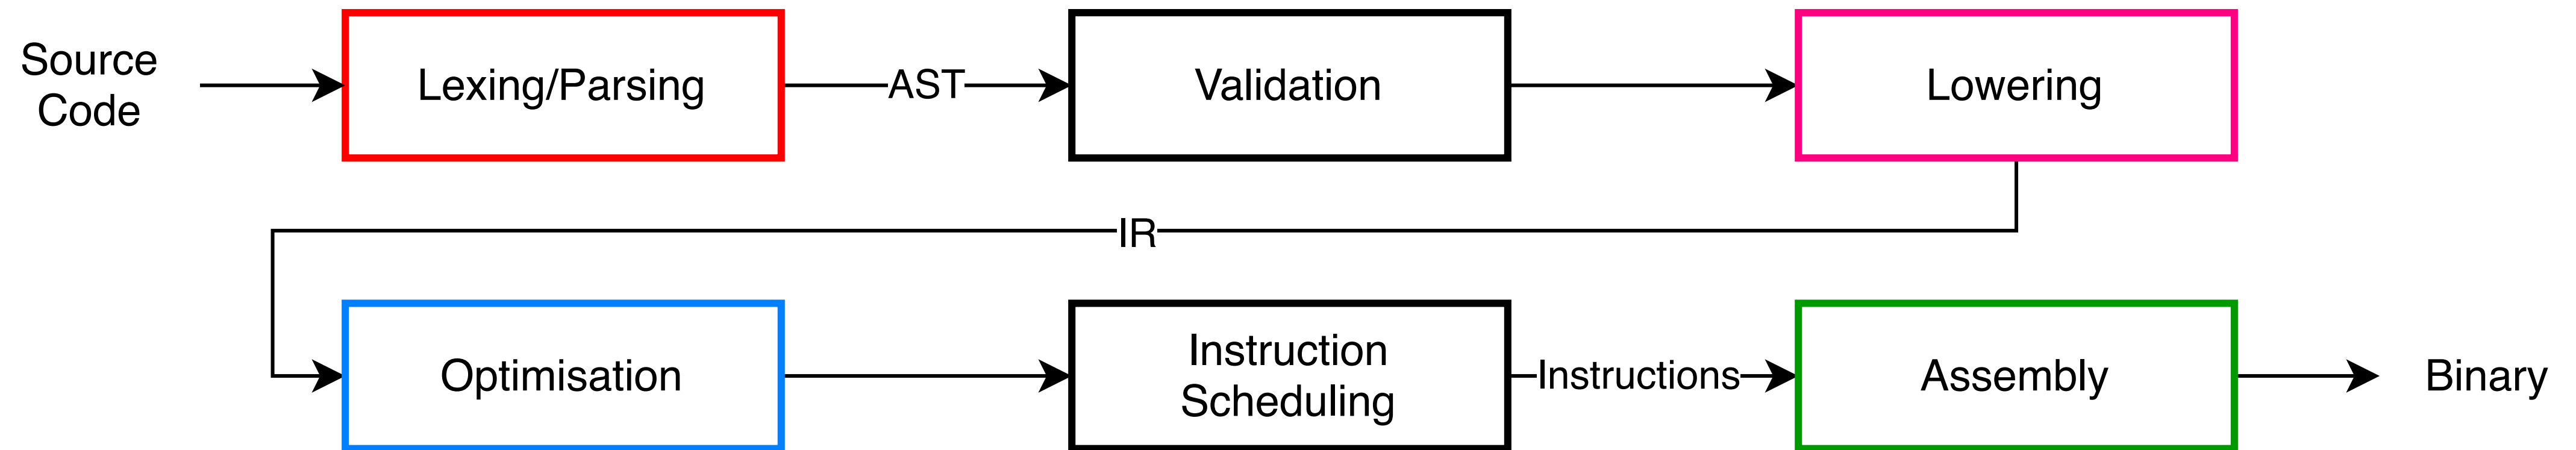 Source
Code
Lexing/Parsing
AST
Validation
Lowering
IR
Optimisation
Instruction
Scheduling
Instructions
Assembly
Binary